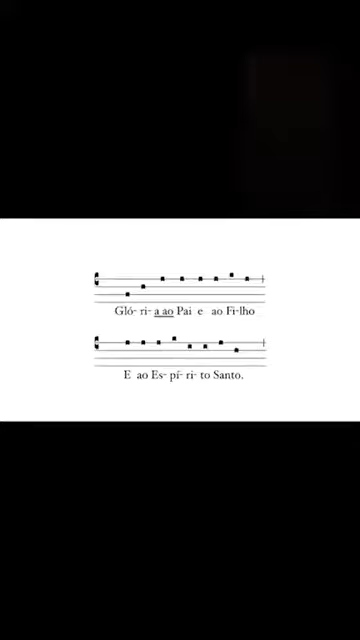 Gló- ri- a ao Pai e ao Fi-lho
E ao Es- pí- ri- to Santo.